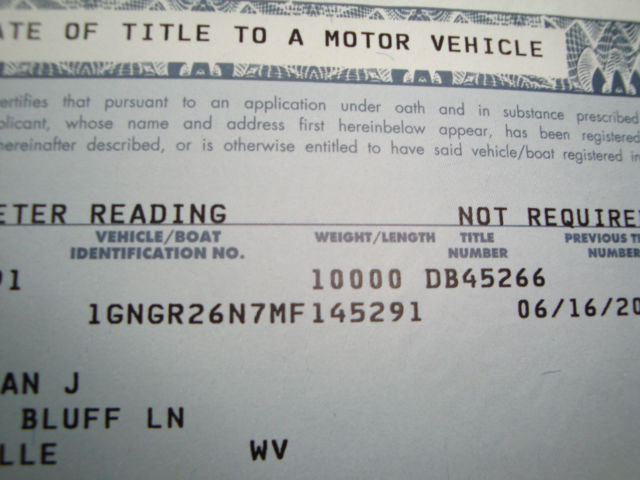 ATE OF TITLE TO A MOTOR VEHICLE
ertifies that pursuant to an application under oath and in substance prescribed
plicant, whose name and address first hereinbelow appear, has been registered
hereinafter described, or is otherwise entitled to have said vehicle/boat registered in
ETER READING NOT REQUIRE
VEHICLE/BOAT IDENTIFICATION NO. WEIGHT/LENGTH TITLE NUMBER PREVIOUS TI NUMBER
91 10000 DB45266
1GNGR26N7MF145291 06/16/20
AN J
BLUFF LN
LLE WV